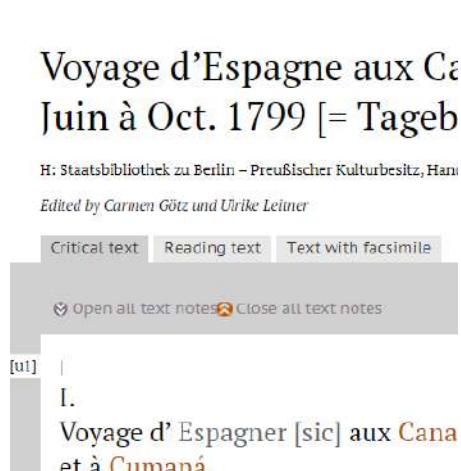 Voyage d’Espagne aux Ca
Juin à Oct. 1799 [= Tageb
H: Staatsbibliothek zu Berlin – Preußischer Kulturbesitz, Han
Edited by Carmen Götz und Ulrike Leitner
Critical text Reading text Text with facsimile
Open all text notes Close all text notes
[u1] |
I.
Voyage d’ Espagner [sic] aux Cana
et à Cumaná